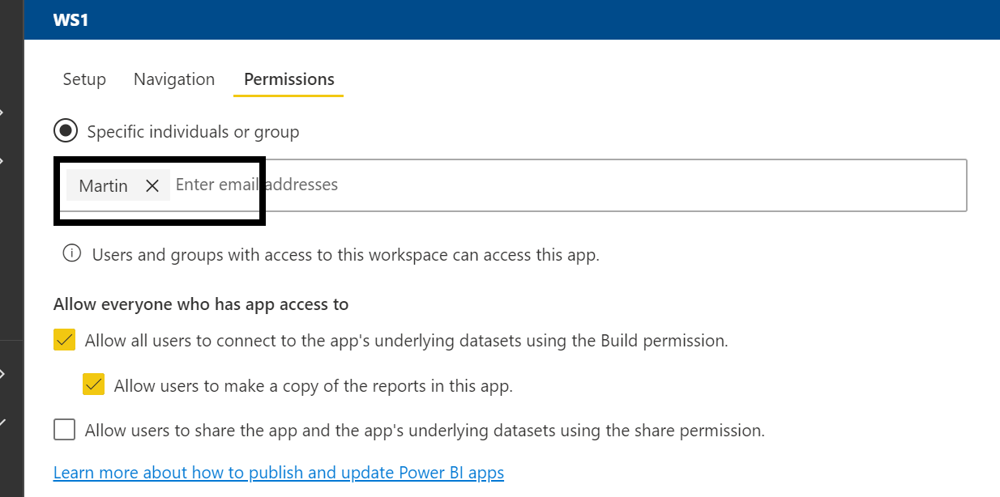 WS1
Setup Navigation Permissions
Specific individuals or group
Martin Enter email addresses
Users and groups with access to this workspace can access this app.
Allow everyone who has app access to
Allow all users to connect to the app's underlying datasets using the Build permission.
Allow users to make a copy of the reports in this app.
Allow users to share the app and the app's underlying datasets using the share permission.
Learn more about how to publish and update Power BI apps